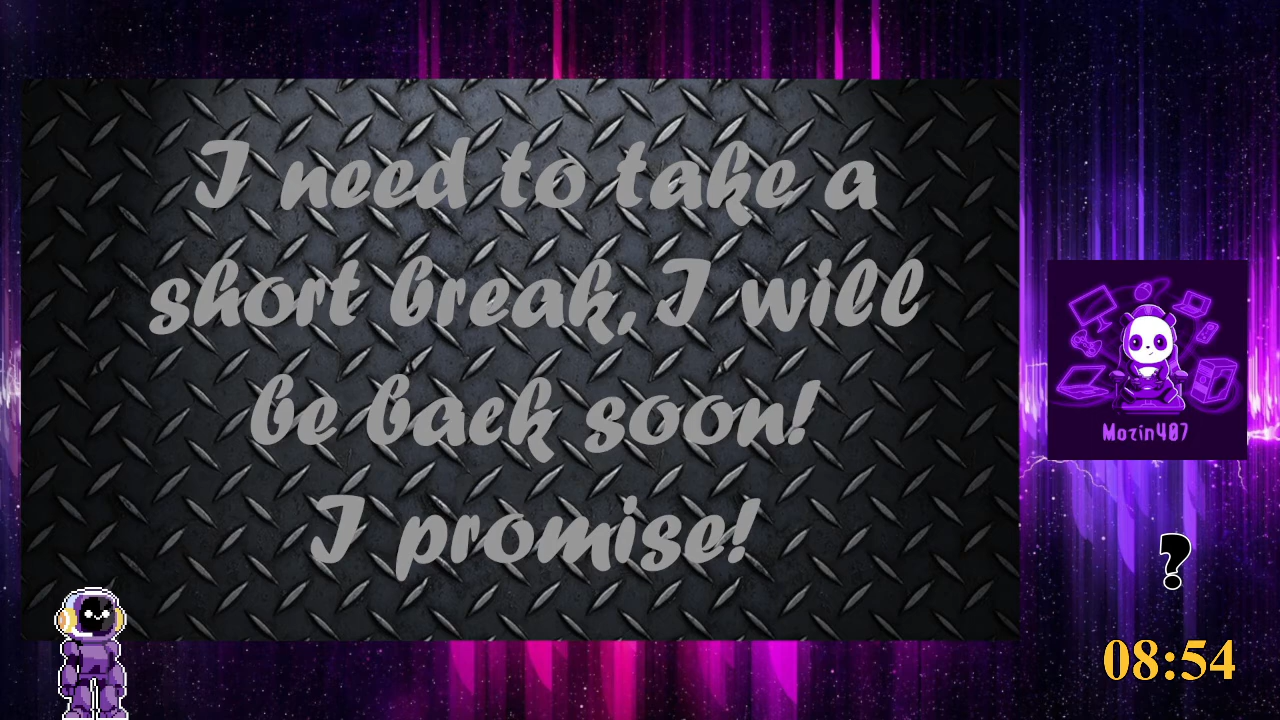 I need to take a
short break, I will
be back soon!
I promise!
Mozin407
?
08:54